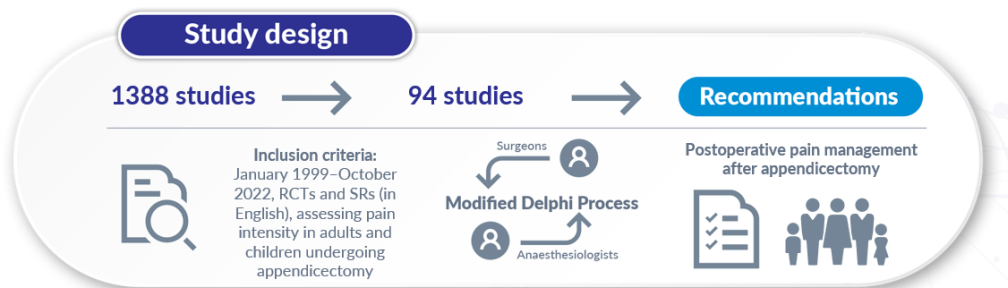 Study design
1388 studies
94 studies
Recommendations
Inclusion criteria:
January 1999–October
2022, RCTs and SRs (in
English), assessing pain
intensity in adults and
children undergoing
appendicectomy
Surgeons
Modified Delphi Process
Anaesthesiologists
Postoperative pain management
after appendicectomy